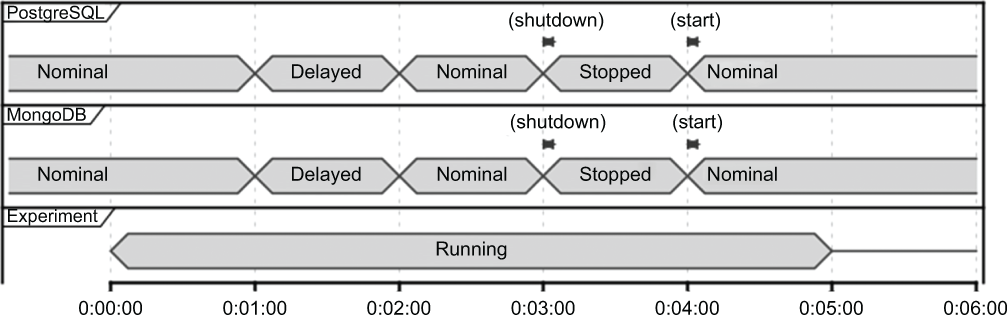 PostgreSQL
(shutdown) (start)
Nominal Delayed Nominal Stopped Nominal
MongoDB
(shutdown) (start)
Nominal Delayed Nominal Stopped Nominal
Experiment
Running
0:00:00 0:01:00 0:02:00 0:03:00 0:04:00 0:05:00 0:06:00